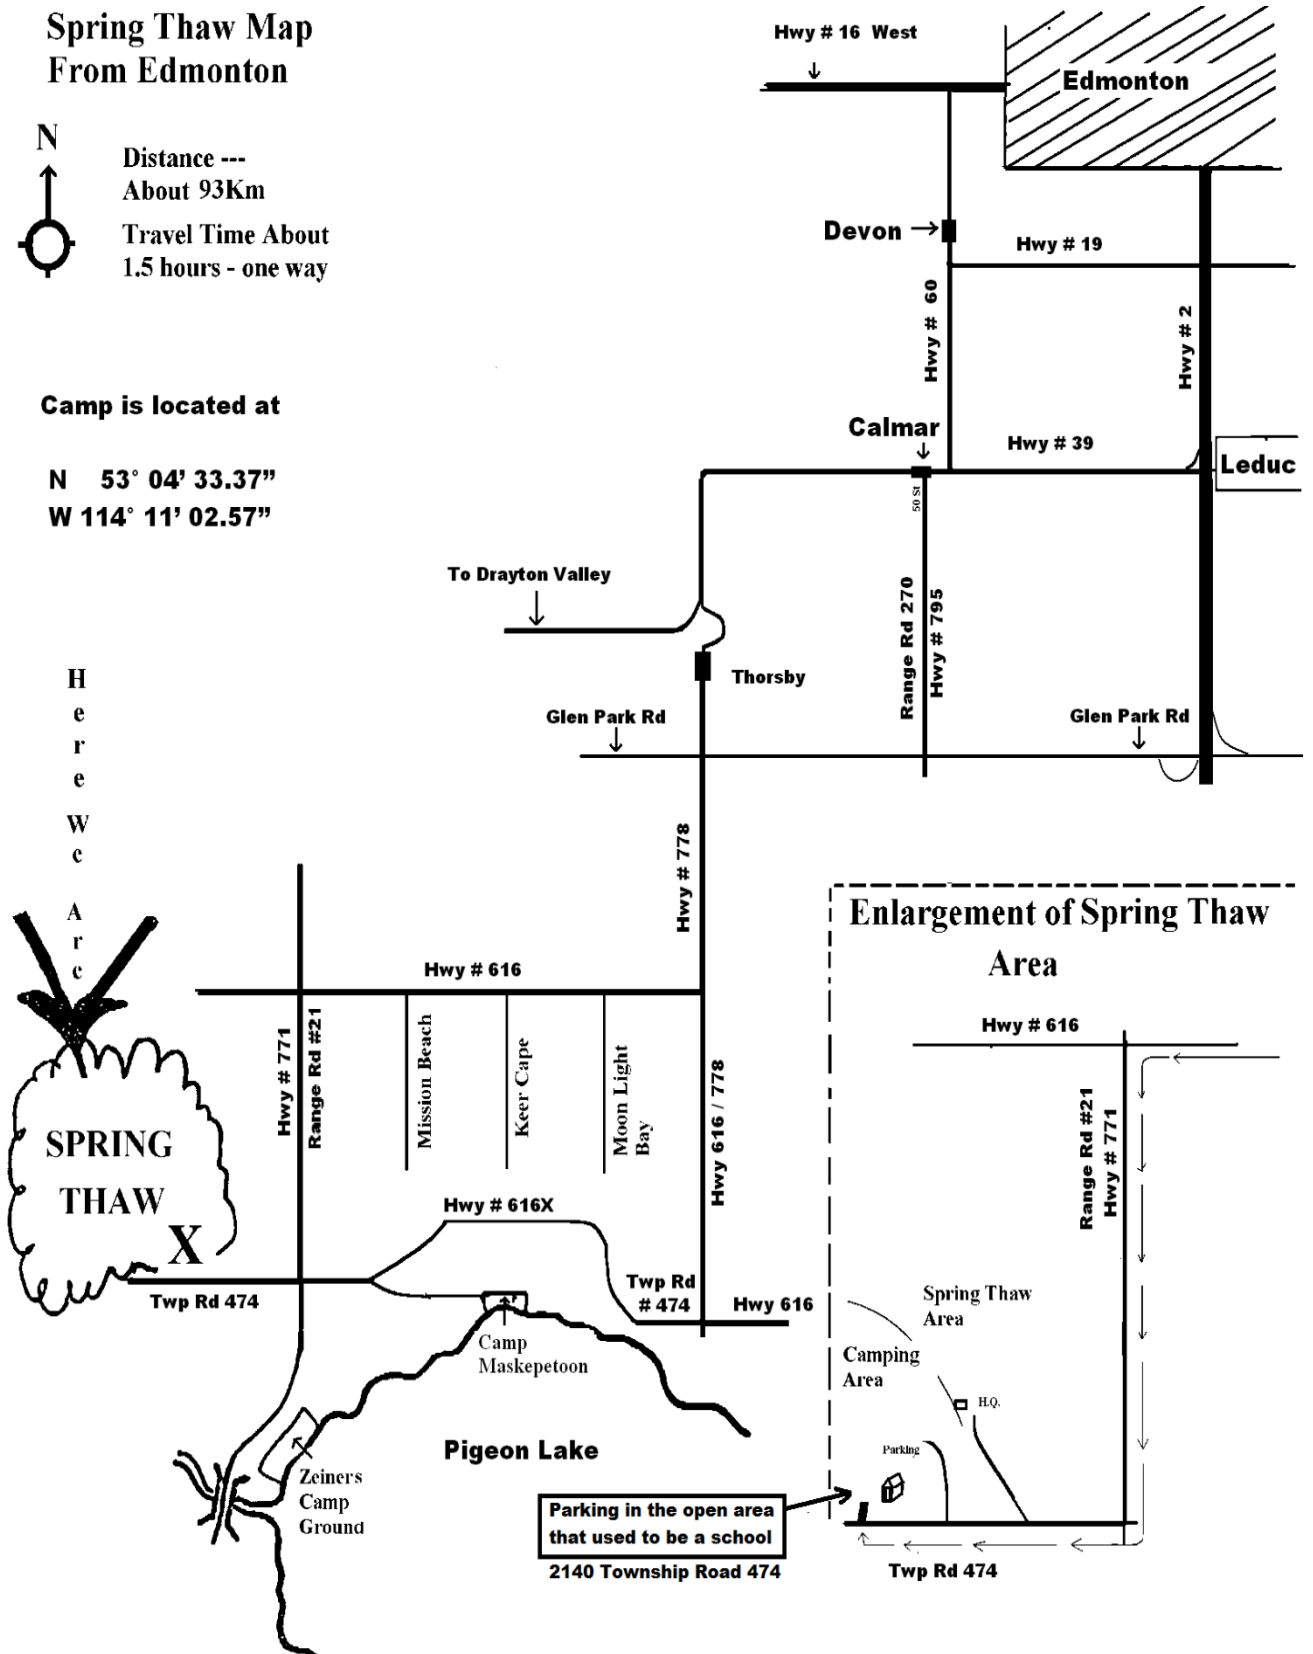 Spring Thaw Map
From Edmonton
N
Distance ---
About 93Km
Travel Time About
1.5 hours - one way
Hwy # 16 West
Edmonton
Devon
Hwy # 19
Hwy # 60
Hwy # 2
Camp is located at
N 53° 04’ 33.37”
W 114° 11’ 02.57”
Calmar
Hwy # 39
Leduc
50 St
To Drayton Valley
Range Rd 270
Hwy # 795
Thorsby
Glen Park Rd
Glen Park Rd
Here We Are
Hwy # 778
Hwy # 616
Hwy # 771
Range Rd #21
Mission Beach
Keer Cape
Moon Light
Bay
Hwy 616 / 778
SPRING
THAW
X
Hwy # 616X
Twp Rd 474
Twp Rd
# 474
Hwy 616
Camp
Maskepetoon
Pigeon Lake
Zeiners
Camp
Ground
Enlargement of Spring Thaw
Area
Hwy # 616
Range Rd #21
Hwy # 771
Spring Thaw
Area
Camping
Area
H.Q.
Parking
Parking in the open area
that used to be a school
2140 Township Road 474
Twp Rd 474